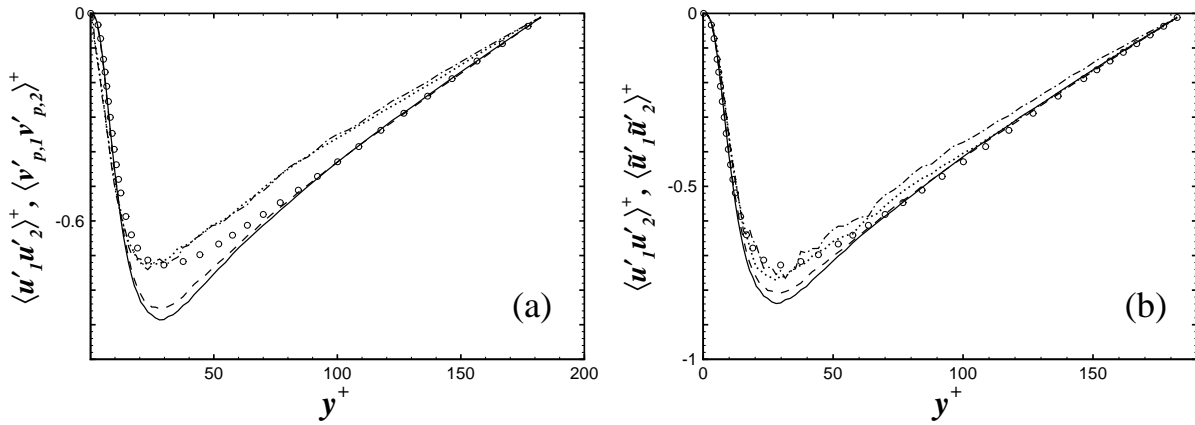 0
-0.6
50
100
150
200
y⁺
⟨u′₁u′₂⟩⁺, ⟨v′ₚ,₁v′ₚ,₂⟩⁺
(a)
0
-0.5
-1
0
50
100
150
y⁺
⟨u′₁u′₂⟩⁺, ⟨ũ′₁ũ′₂⟩⁺
(b)